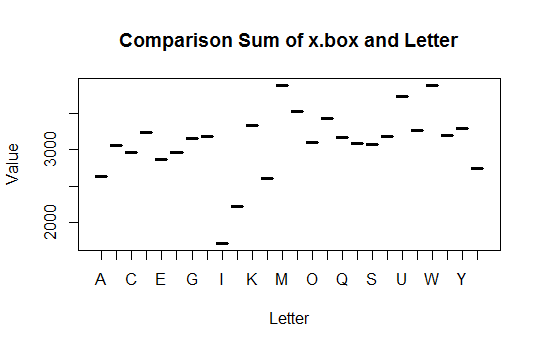 Comparison Sum of x.box and Letter
Value
3000
2000
A C E G I K M O Q S U W Y
Letter